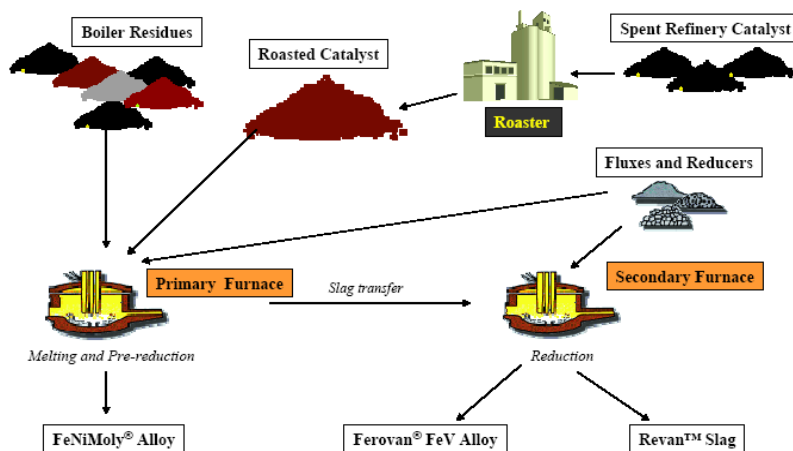 Boiler Residues
Spent Refinery Catalyst
Roasted Catalyst
Roaster
Fluxes and Reducers
Primary Furnace
Slag transfer
Secondary Furnace
Melting and Pre-reduction
Reduction
FeNiMoly® Alloy
Ferovan® FeV Alloy
Revan™ Slag